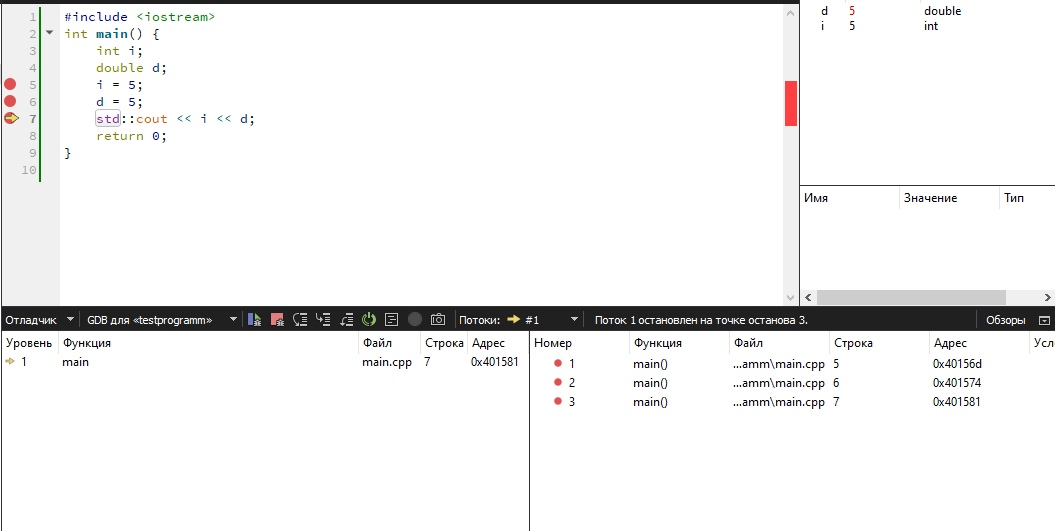 1 #include <iostream>
2 int main() {
3 int i;
4 double d;
5 i = 5;
6 d = 5;
7 std::cout << i << d;
8 return 0;
9 }
10
d 5 double
i 5 int
Имя Значение Тип
Отладчик GDB для «testprogramm» Потоки: #1 Поток 1 остановлен на точке останова 3. Обзоры
Уровень Функция Файл Строка Адрес
1 main main.cpp 7 0x401581
Номер Функция Файл Строка Адрес Усл
1 main() ...amm\main.cpp 5 0x40156d
2 main() ...amm\main.cpp 6 0x401574
3 main() ...amm\main.cpp 7 0x401581